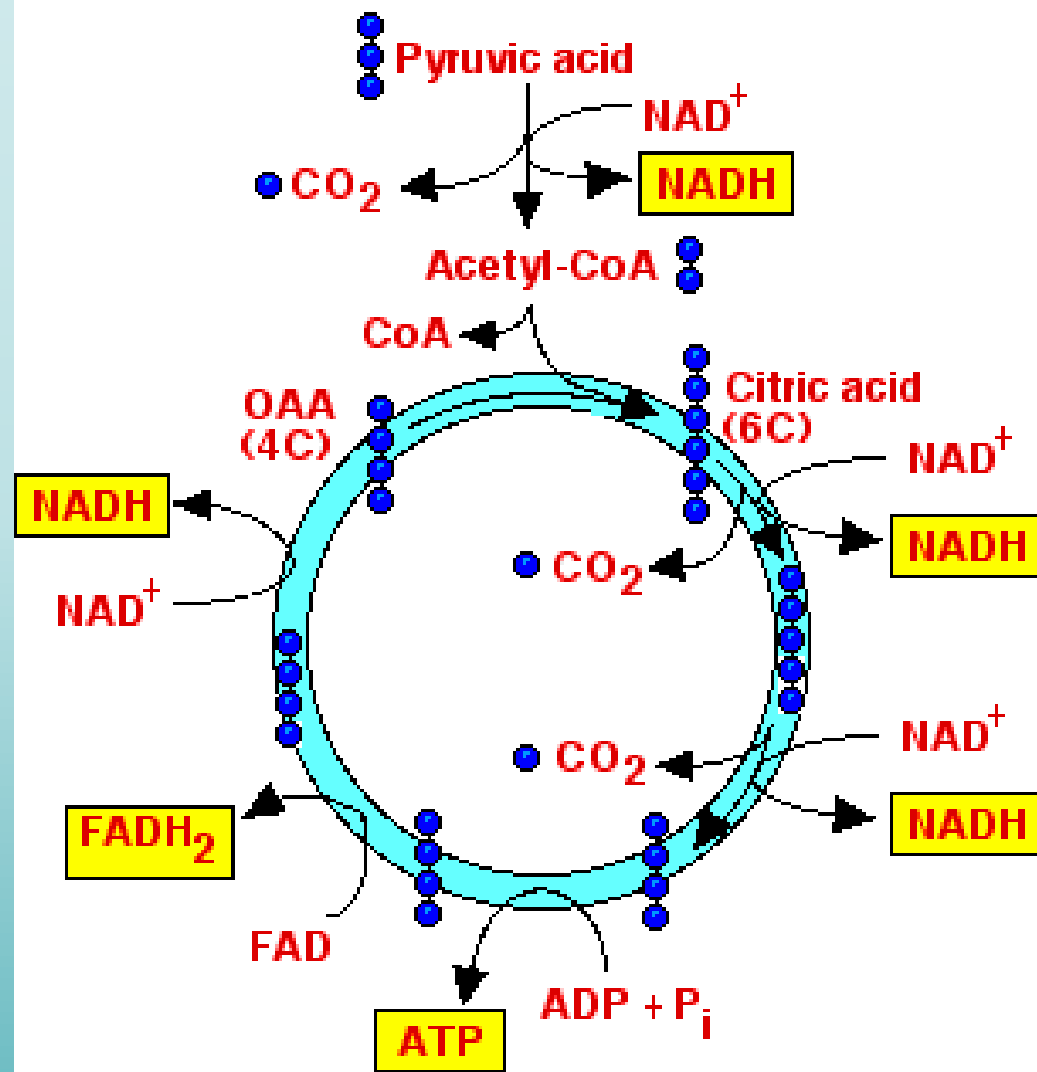 Pyruvic acid
NAD+
CO2
NADH
Acetyl-CoA
CoA
OAA
(4C)
Citric acid
(6C)
NAD+
NADH
NADH
CO2
NAD+
NAD+
CO2
FADH2
NADH
FAD
ADP + Pi
ATP